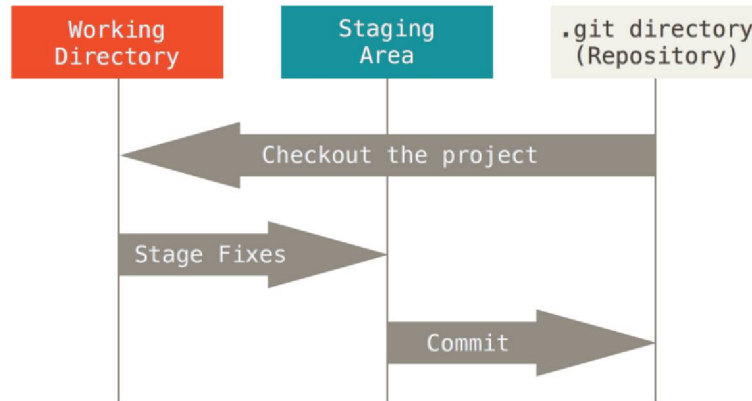 Working
Directory
Staging
Area
.git directory
(Repository)
Checkout the project
Stage Fixes
Commit